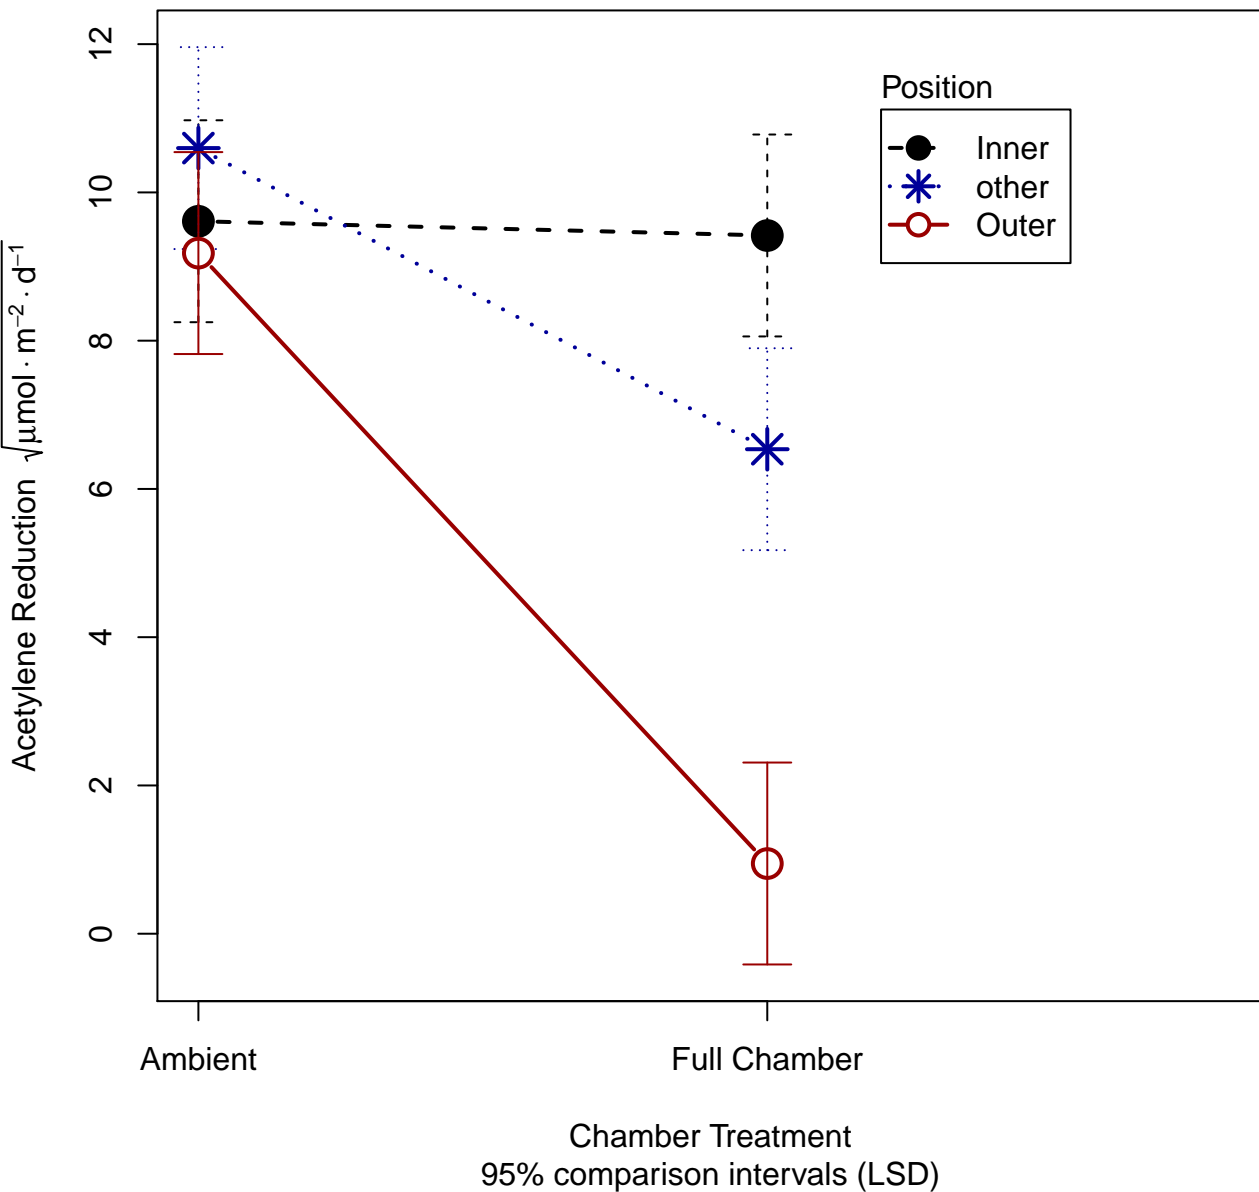 Acetylene Reduction √μmol · m⁻² · d⁻¹
12
10
8
6
4
2
0
Position
Inner
other
Outer
Ambient
Full Chamber
Chamber Treatment
95% comparison intervals (LSD)